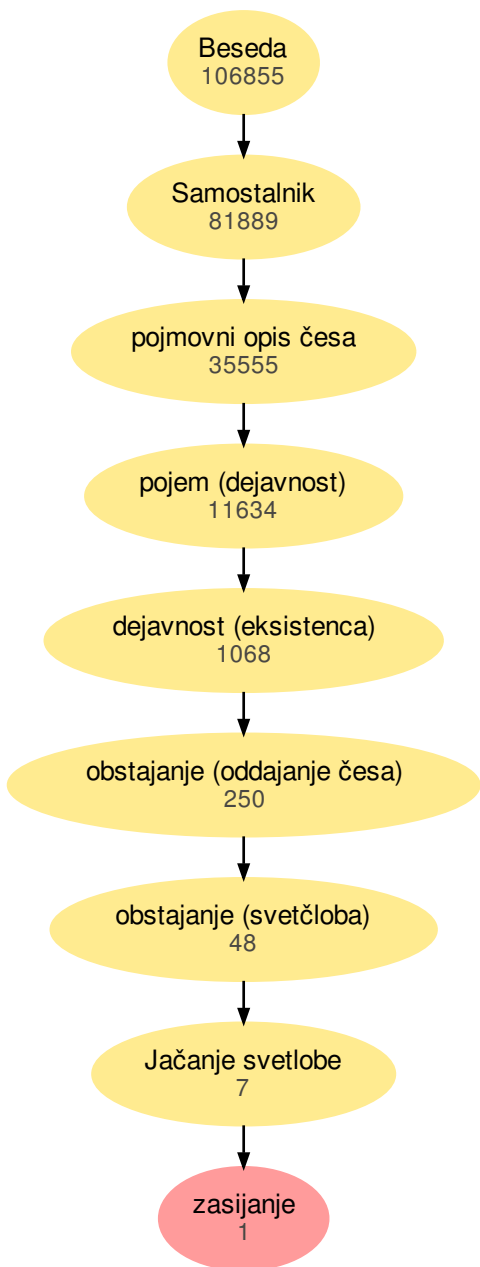 Beseda
106855
Samostalnik
81889
pojmovni opis česa
35555
pojem (dejavnost)
11634
dejavnost (eksistenca)
1068
obstajanje (oddajanje česa)
250
obstajanje (svetčloba)
48
Jačanje svetlobe
7
zasijanje
1